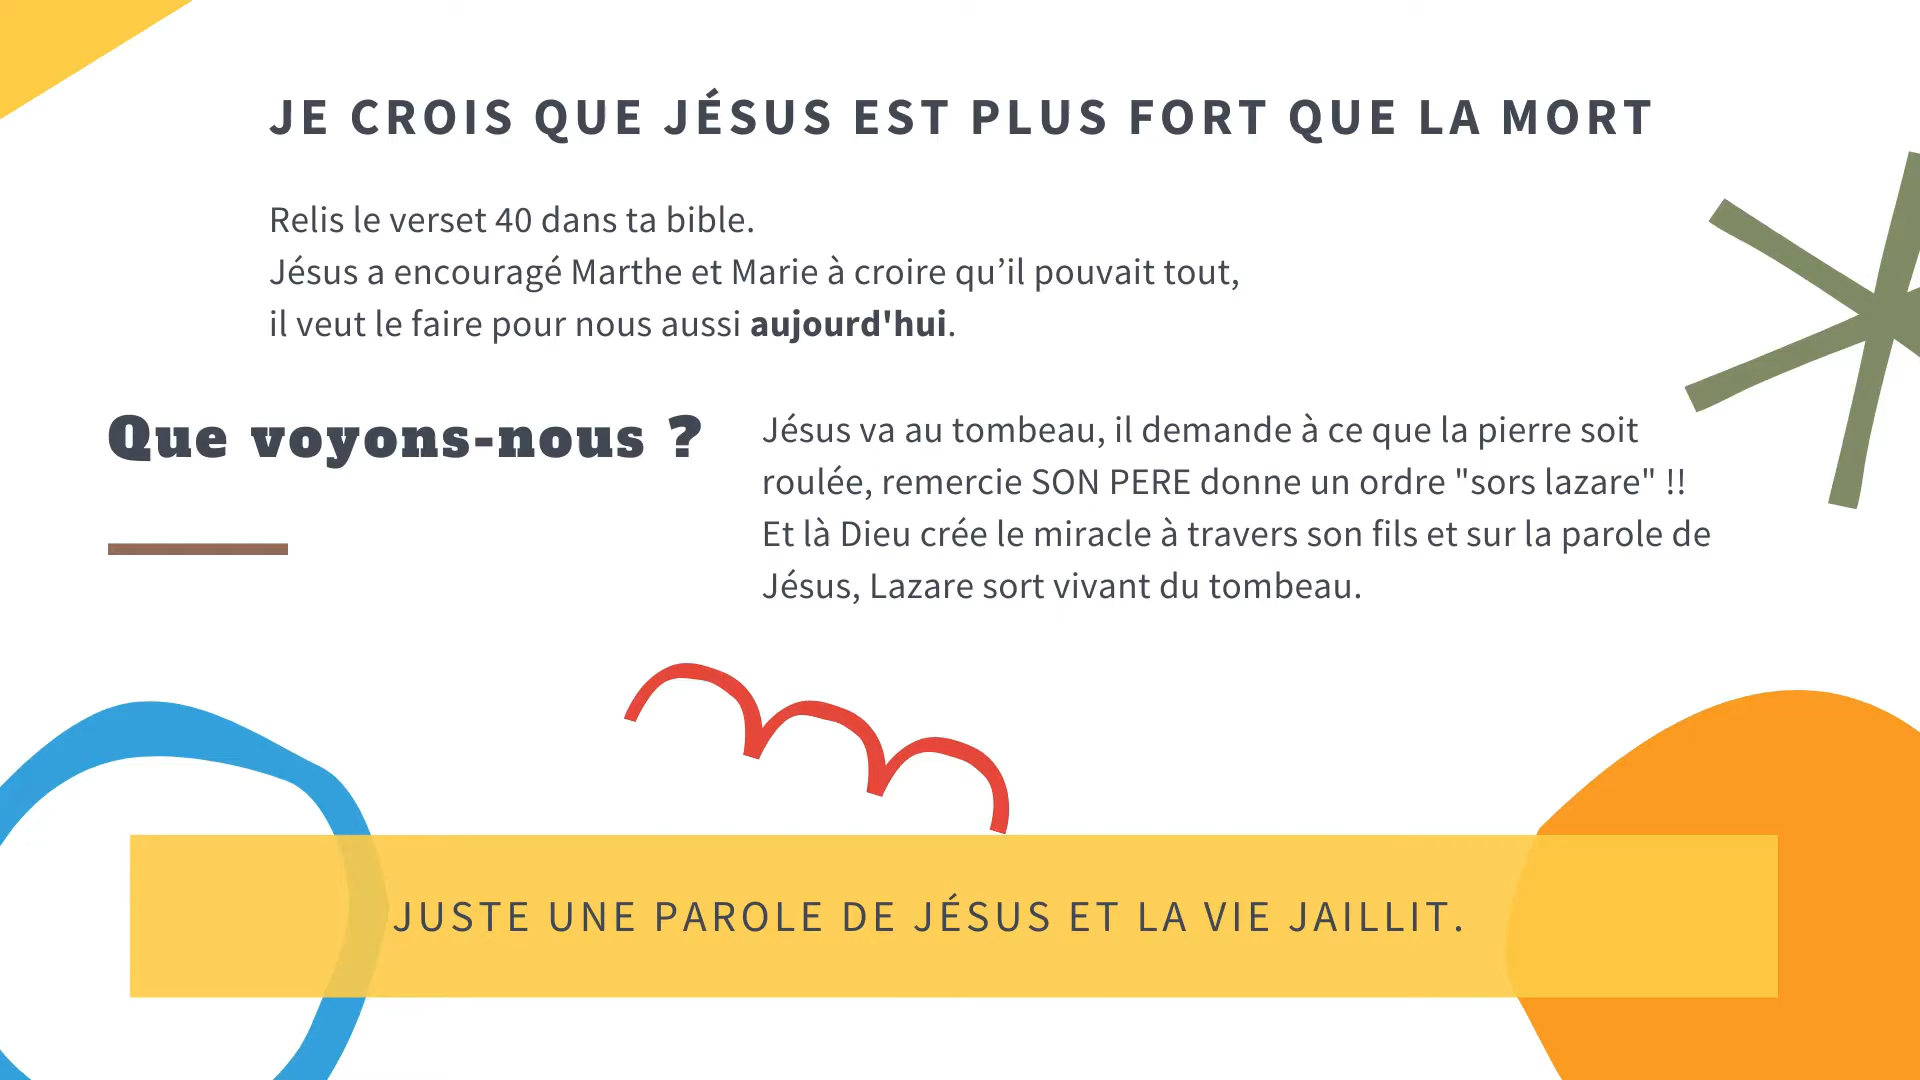 JE CROIS QUE JÉSUS EST PLUS FORT QUE LA MORT
Relis le verset 40 dans ta bible.
Jésus a encouragé Marthe et Marie à croire qu’il pouvait tout,
il veut le faire pour nous aussi aujourd'hui.
Que voyons-nous ?
Jésus va au tombeau, il demande à ce que la pierre soit
roulée, remercie SON PERE donne un ordre "sors lazare" !!
Et là Dieu crée le miracle à travers son fils et sur la parole de
Jésus, Lazare sort vivant du tombeau.
JUSTE UNE PAROLE DE JÉSUS ET LA VIE JAILLIT.